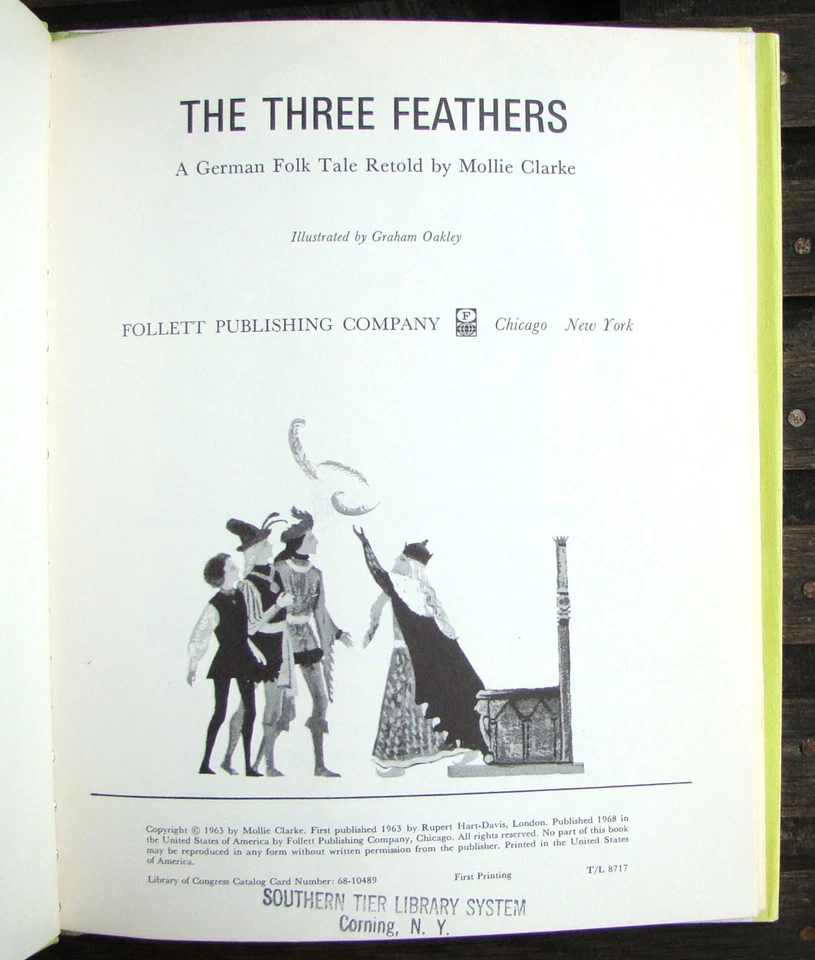 THE THREE FEATHERS
A German Folk Tale Retold by Mollie Clarke
Illustrated by Graham Oakley
FOLLETT PUBLISHING COMPANY F Chicago New York
Copyright © 1963 by Mollie Clarke. First published 1963 by Rupert Hart-Davis, London. Published 1968 in
the United States of America by Follett Publishing Company, Chicago. All rights reserved. No part of this book
may be reproduced in any form without written permission from the publisher. Printed in the United States
of America.
Library of Congress Catalog Card Number: 68-10489 First Printing T/L 8717
SOUTHERN TIER LIBRARY SYSTEM
Corning, N. Y.